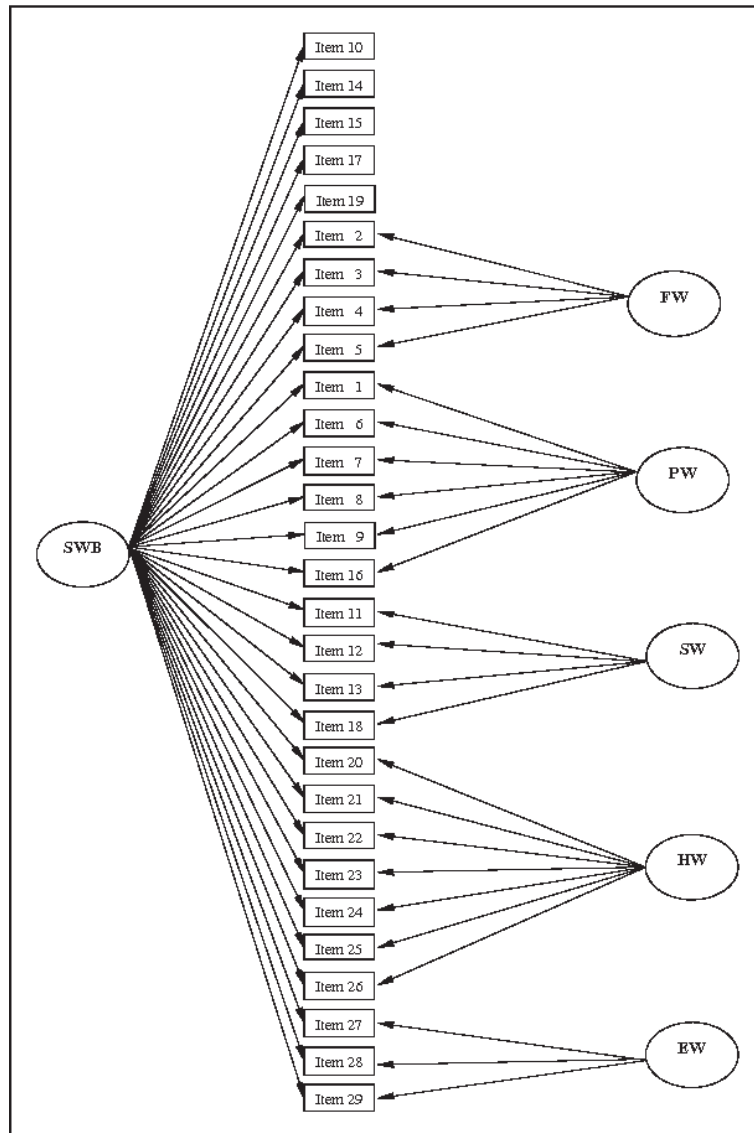 Item 10
Item 14
Item 15
Item 17
Item 19
Item 2
Item 3
Item 4
Item 5
Item 1
Item 6
Item 7
Item 8
Item 9
Item 16
Item 11
Item 12
Item 13
Item 18
Item 20
Item 21
Item 22
Item 23
Item 24
Item 25
Item 26
Item 27
Item 28
Item 29
SWB
FW
PW
SW
HW
EW